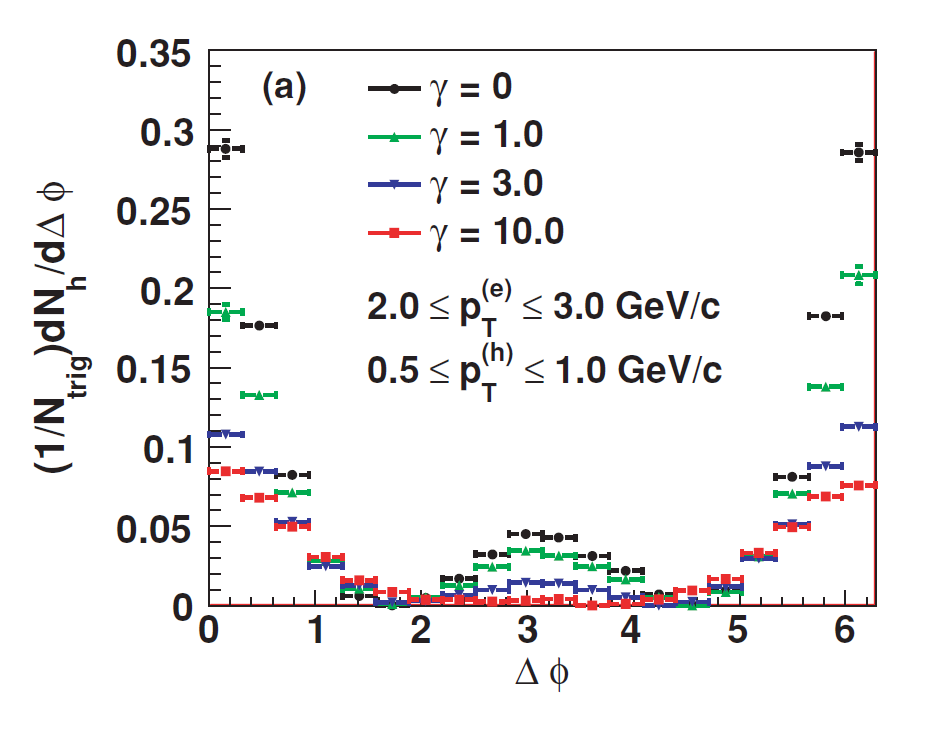 0.35
0.3
0.25
0.2
0.15
0.1
0.05
0
(1/N_trig)dN_h/dΔ ϕ
(a)
γ = 0
γ = 1.0
γ = 3.0
γ = 10.0
2.0 ≤ p_T^(e) ≤ 3.0 GeV/c
0.5 ≤ p_T^(h) ≤ 1.0 GeV/c
0 1 2 3 4 5 6
Δ ϕ